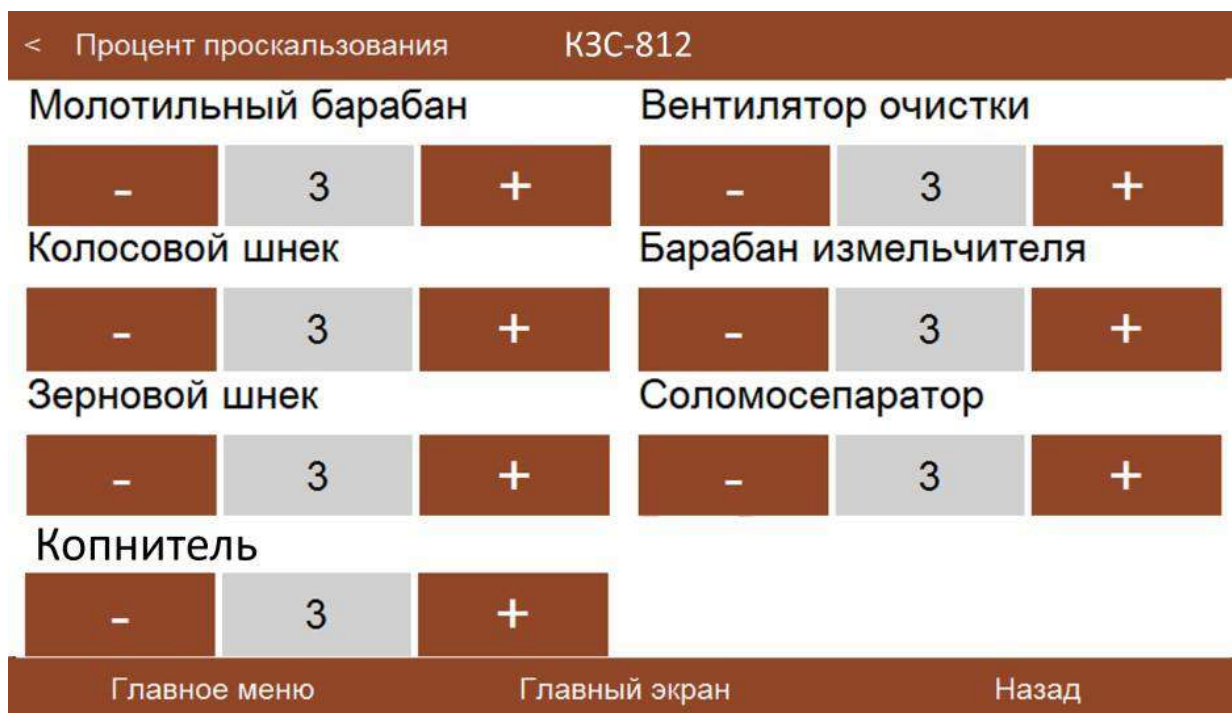 < Процент проскальзования КЗС-812
Молотильный барабан Вентилятор очистки
- 3 + - 3 +
Колосовой шнек Барабан измельчителя
- 3 + - 3 +
Зерновой шнек Соломосепаратор
- 3 + - 3 +
Копнитель
- 3 +
Главное меню Главный экран Назад